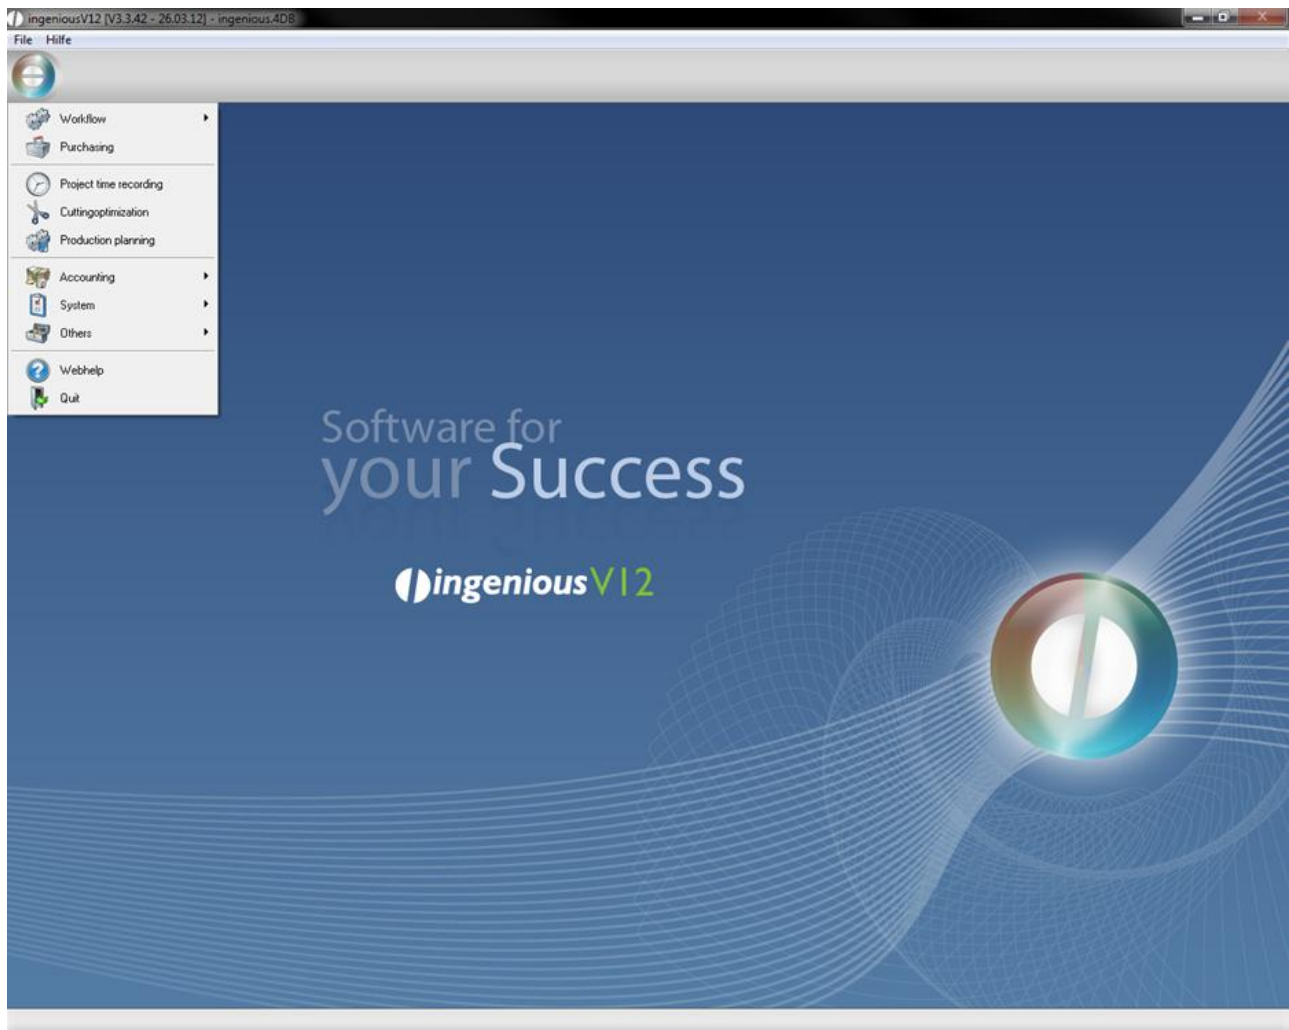 ingeniousV12 [V3.3.42 - 26.03.12] - ingenious.4DB
File Hilfe
Workflow
Purchasing
Project time recording
Cuttingoptimization
Production planning
Accounting
System
Others
Webhelp
Quit
Software for
your Success
ingeniousV12